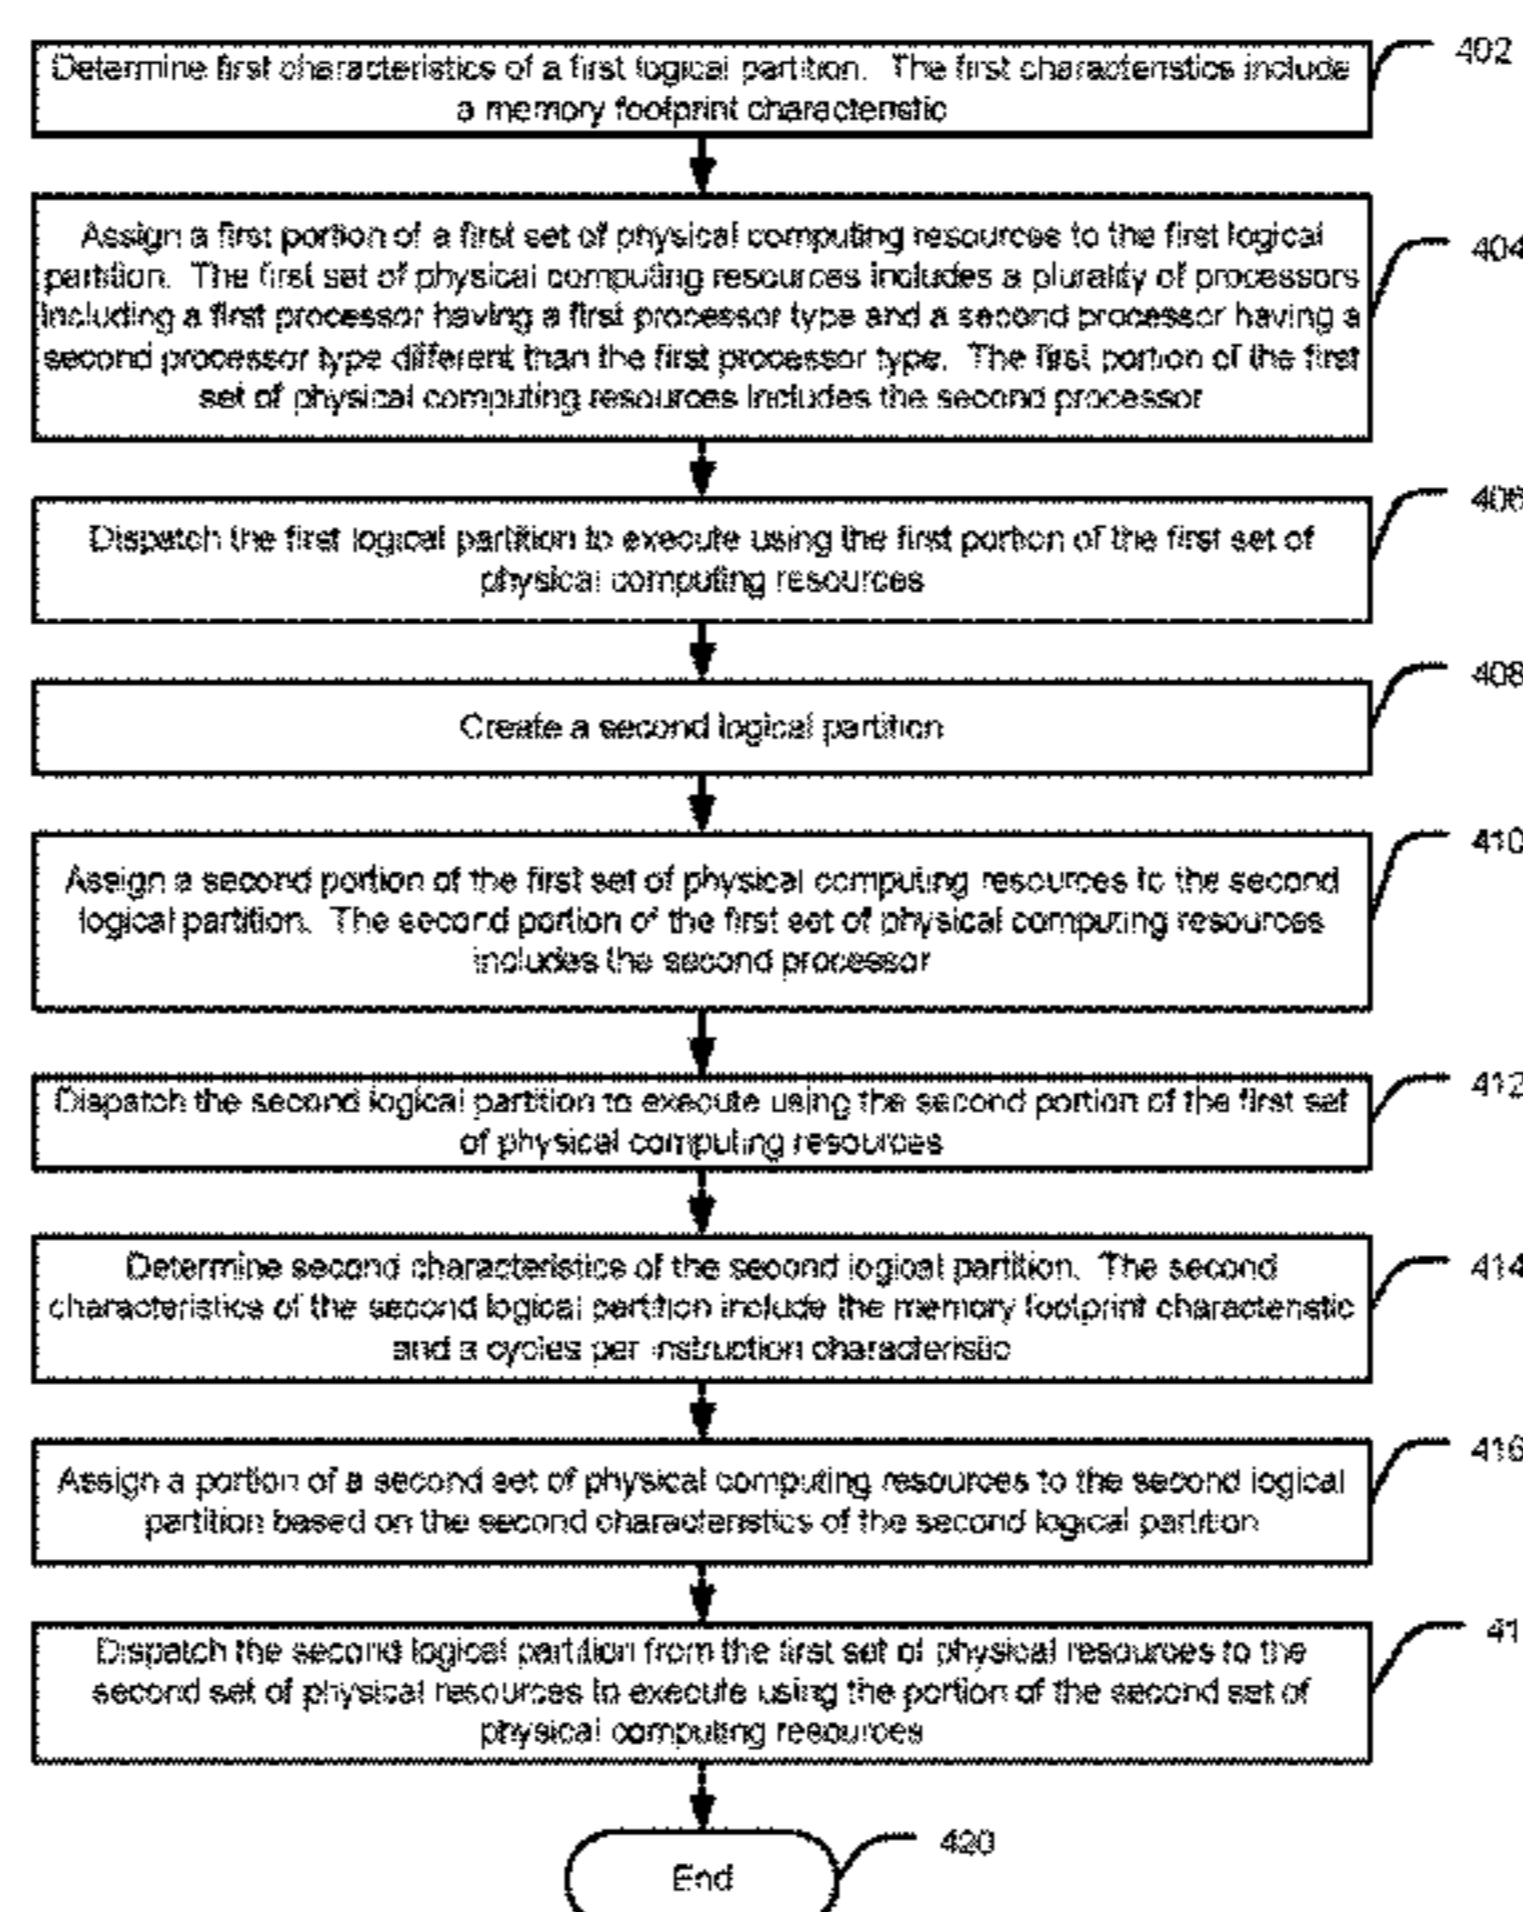 Determine first characteristics of a first logical partition. The first characteristics include
a memory footprint characteristic
402
Assign a first portion of a first set of physical computing resources to the first logical
partition. The first set of physical computing resources includes a plurality of processors
including a first processor having a first processor type and a second processor having a
second processor type different than the first processor type. The first portion of the first
set of physical computing resources includes the second processor
404
Dispatch the first logical partition to execute using the first portion of the first set of
physical computing resources
406
Create a second logical partition
408
Assign a second portion of the first set of physical computing resources to the second
logical partition. The second portion of the first set of physical computing resources
includes the second processor
410
Dispatch the second logical partition to execute using the second portion of the first set
of physical computing resources
412
Determine second characteristics of the second logical partition. The second
characteristics of the second logical partition include the memory footprint characteristic
and a cycles per instruction characteristic
414
Assign a portion of a second set of physical computing resources to the second logical
partition based on the second characteristics of the second logical partition
416
Dispatch the second logical partition from the first set of physical resources to the
second set of physical resources to execute using the portion of the second set of
physical computing resources
41
End
420